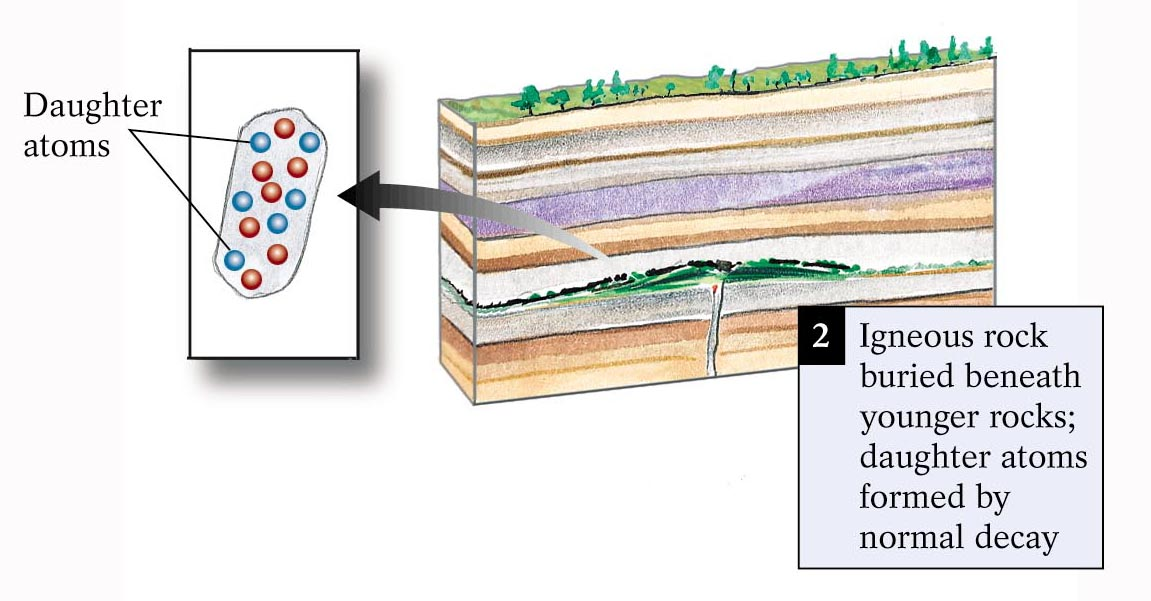 Daughter
atoms
2
Igneous rock
buried beneath
younger rocks;
daughter atoms
formed by
normal decay